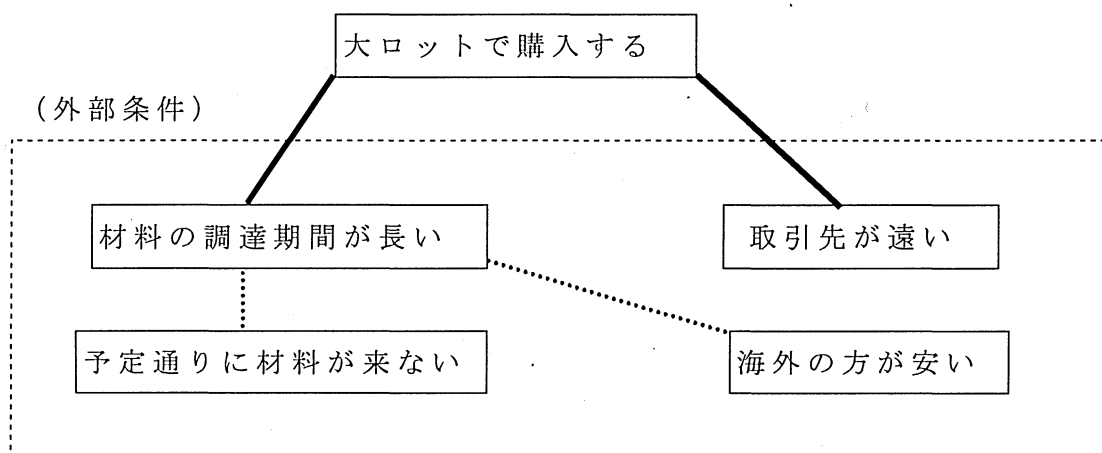 大ロットで購入する
(外部条件)
材料の調達期間が長い
取引先が遠い
予定通りに材料が来ない
海外の方が安い